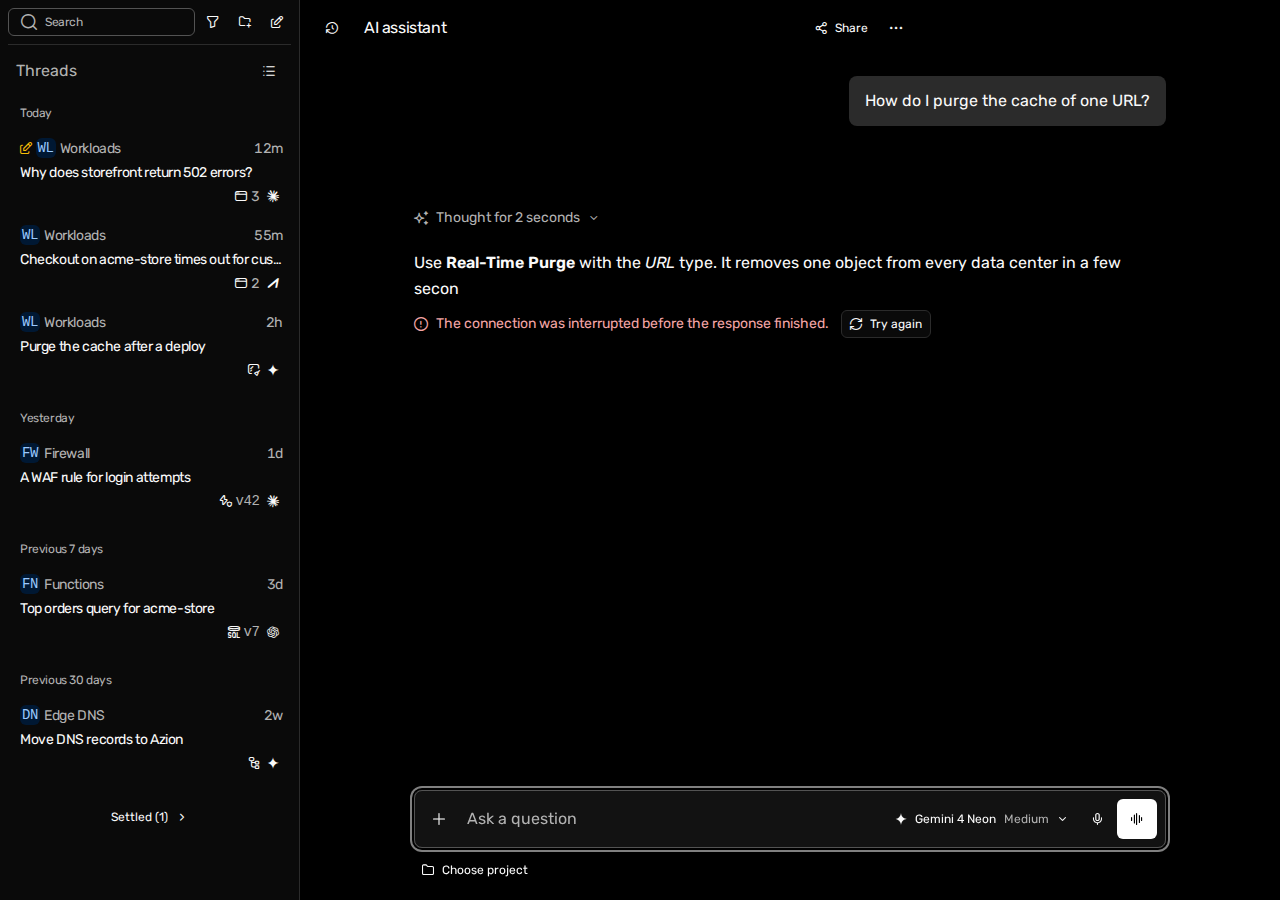 Search
Threads
Today
WL Workloads 12m
Why does storefront return 502 errors?
3
WL Workloads 55m
Checkout on acme-store times out for cus…
2
WL Workloads 2h
Purge the cache after a deploy
Yesterday
FW Firewall 1d
A WAF rule for login attempts
v42
Previous 7 days
FN Functions 3d
Top orders query for acme-store
SQL v7
Previous 30 days
DN Edge DNS 2w
Move DNS records to Azion
Settled (1)
AI assistant
Share
How do I purge the cache of one URL?
Thought for 2 seconds
Use Real-Time Purge with the URL type. It removes one object from every data center in a few
secon
The connection was interrupted before the response finished. Try again
Ask a question
Gemini 4 Neon Medium
Choose project